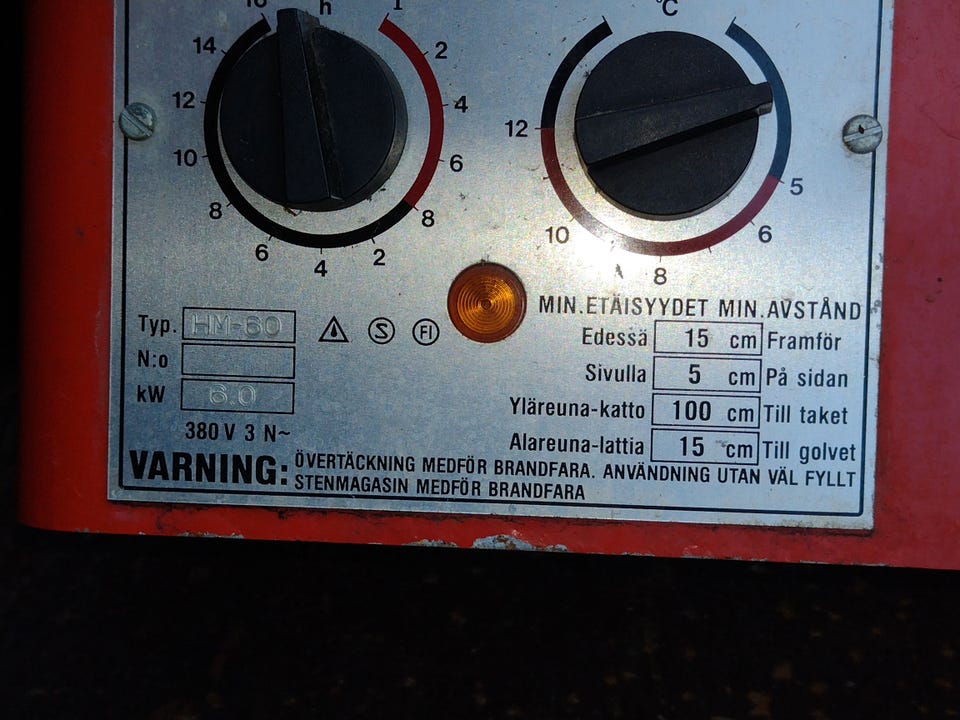 16 h 1
14 2
12 4
10 6
8 8
6 4 2
°C
12 5
10 6
8
Typ. HM-60
N:o
kW 6.0
380 V 3 N~
S FI
MIN.ETÄISYYDET MIN.AVSTÅND
Edessä 15 cm Framför
Sivulla 5 cm På sidan
Yläreuna-katto 100 cm Till taket
Alareuna-lattia 15 cm Till golvet
VARNING: ÖVERTÄCKNING MEDFÖR BRANDFARA. ANVÄNDNING UTAN VÄL FYLLT
STENMAGASIN MEDFÖR BRANDFARA